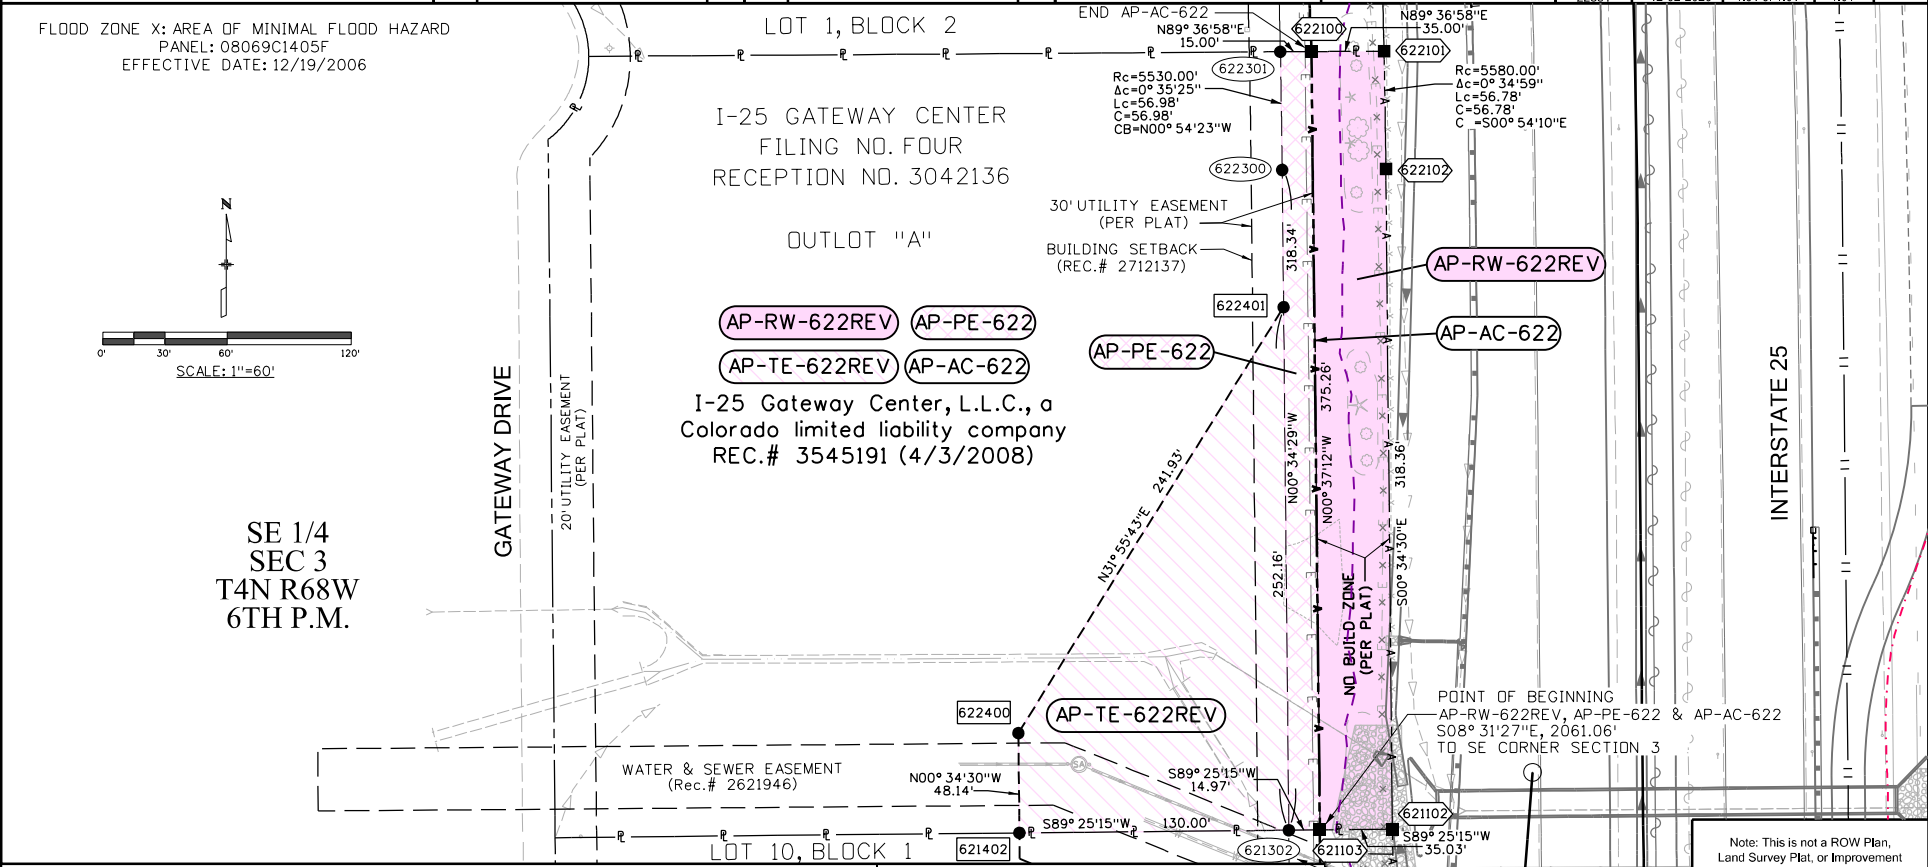 FLOOD ZONE X: AREA OF MINIMAL FLOOD HAZARD
PANEL: 08069C1405F
EFFECTIVE DATE: 12/19/2006
LOT 1, BLOCK 2
I-25 GATEWAY CENTER
FILING NO. FOUR
RECEPTION NO. 3042136
OUTLOT "A"
N
0'
30'
60'
120'
SCALE: 1"=60'
SE 1/4
SEC 3
T4N R68W
6TH P.M.
GATEWAY DRIVE
20' UTILITY EASEMENT
(PER PLAT)
AP-RW-622REV
AP-PE-622
AP-TE-622REV
AP-AC-622
I-25 Gateway Center, L.L.C., a
Colorado limited liability company
REC.# 3545191 (4/3/2008)
END AP-AC-622
N89° 36'58"E
15.00'
622100
N89° 36'58"E
35.00'
622101
622301
Rc=5530.00'
Δc=0° 35'25"
Lc=56.98'
C=56.98'
CB=N00° 54'23"W
Rc=5580.00'
Δc=0° 34'59"
Lc=56.78'
C=56.78'
C =S00° 54'10"E
622300
622102
30' UTILITY EASEMENT
(PER PLAT)
BUILDING SETBACK
(REC.# 2712137)
318.34'
622401
AP-RW-622REV
AP-AC-622
AP-PE-622
375.26'
N00° 37'12"W
N00° 34'29"W
252.16'
318.36'
S00° 34'30"E
NO BUILD ZONE
(PER PLAT)
N31° 55'43"E
241.93'
INTERSTATE 25
622400
AP-TE-622REV
POINT OF BEGINNING
AP-RW-622REV, AP-PE-622 & AP-AC-622
S08° 31'27"E, 2061.06'
TO SE CORNER SECTION 3
WATER & SEWER EASEMENT
(Rec.# 2621946)
SA
N00° 34'30"W
48.14'
S89° 25'15"W
14.97'
S89° 25'15"W
130.00'
621402
621302
621103
621102
S89° 25'15"W
35.03'
LOT 10, BLOCK 1
Note: This is not a ROW Plan,
Land Survey Plat, or Improvement